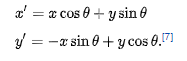 x′ = x cos θ + y sin θ
y′ = −x sin θ + y cos θ.[7]